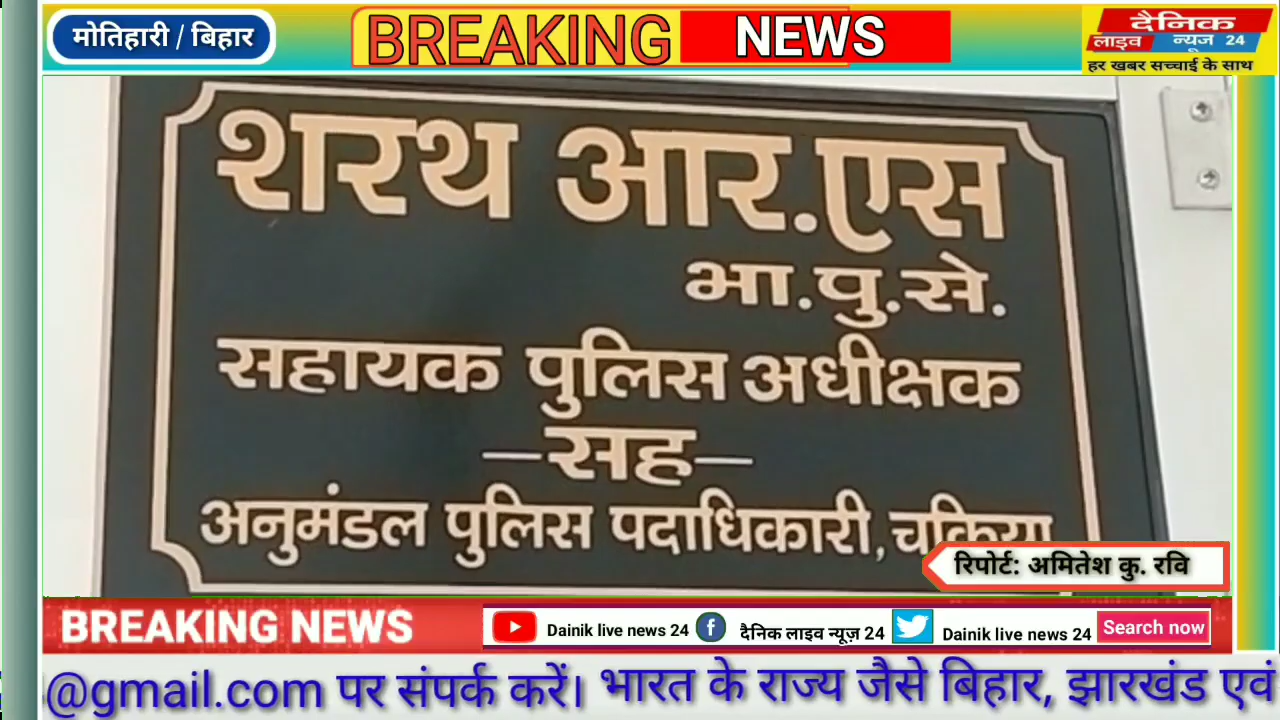 मोतिहारी / बिहार
BREAKING NEWS
दैनिक
लाइव न्यूज 24
हर खबर सच्चाई के साथ
शरथ आर.एस
भा.पु.से.
सहायक पुलिस अधीक्षक
—सह—
अनुमंडल पुलिस पदाधिकारी, चकिया
रिपोर्ट: अमितेश कु. रवि
BREAKING NEWS
Dainik live news 24
दैनिक लाइव न्यूज़ 24
Dainik live news 24
Search now
@gmail.com पर संपर्क करें। भारत के राज्य जैसे बिहार, झारखंड एवं